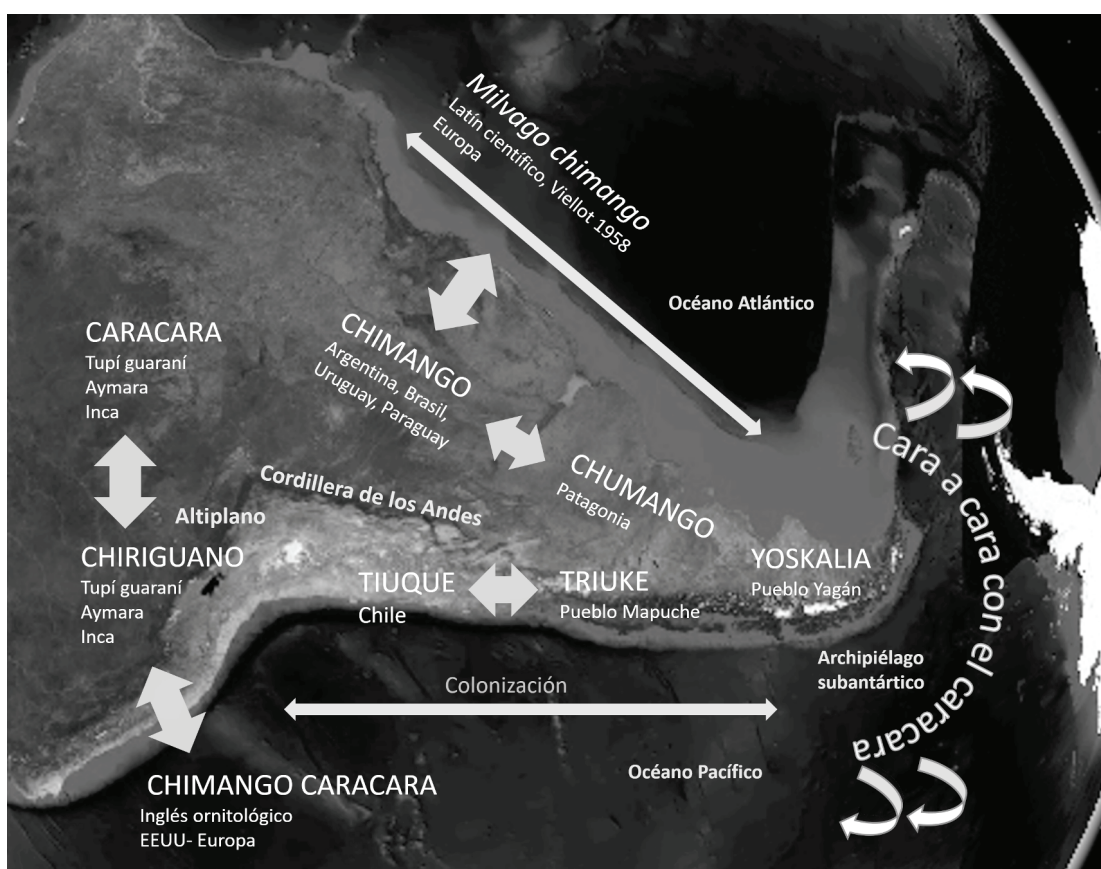 Milvago chimango
Latín científico, Viellot 1958
Europa
Océano Atlántico
CARACARA
Tupí guaraní
Aymara
Inca
CHIMANGO
Argentina, Brasil,
Uruguay, Paraguay
Cordillera de los Andes
CHUMANGO
Patagonia
Altiplano
CHIRIGUANO
Tupí guaraní
Aymara
Inca
TIUQUE
Chile
TRIUKE
Pueblo Mapuche
YOSKALIA
Pueblo Yagán
Cara a cara con el caracara
Archipiélago
subantártico
Colonización
Océano Pacífico
CHIMANGO CARACARA
Inglés ornitológico
EEUU- Europa